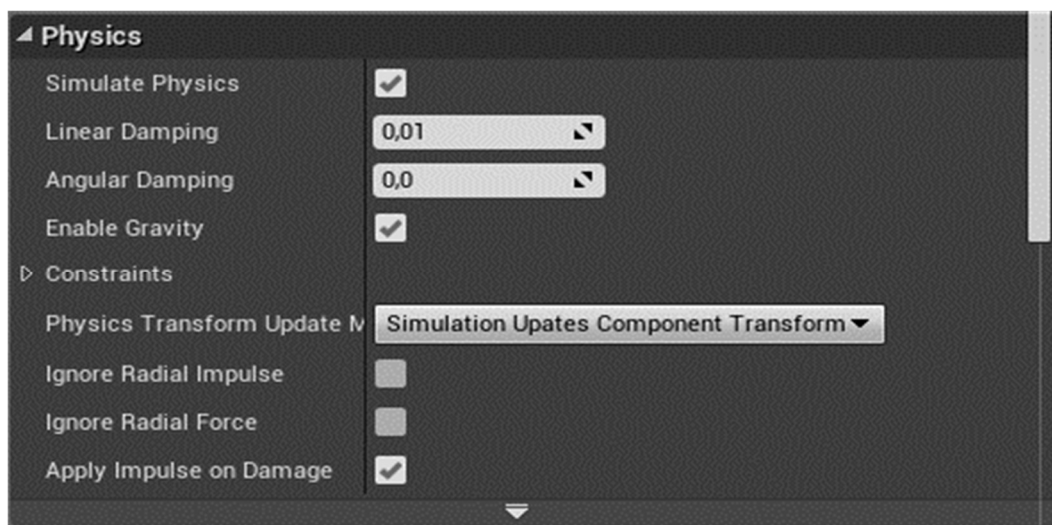 Physics
Simulate Physics
Linear Damping 0,01
Angular Damping 0,0
Enable Gravity
Constraints
Physics Transform Update M Simulation Upates Component Transform
Ignore Radial Impulse
Ignore Radial Force
Apply Impulse on Damage